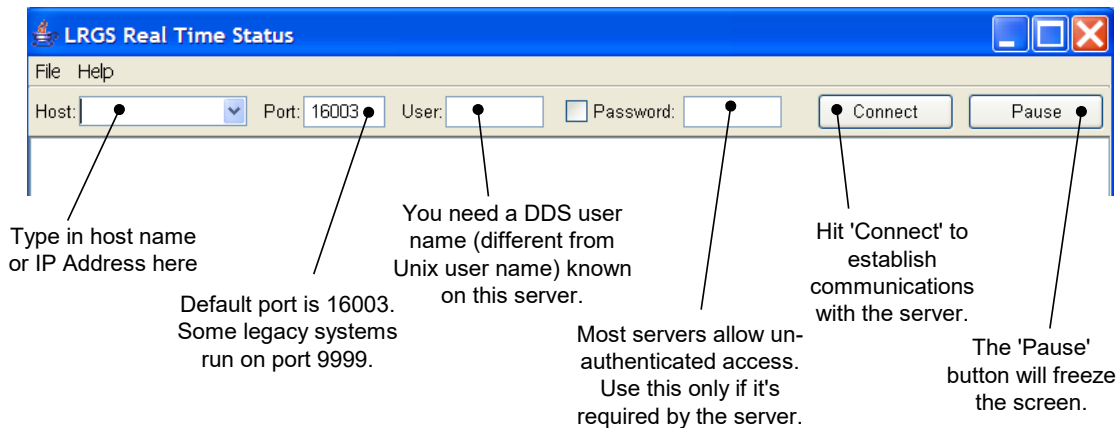 LRGS Real Time Status
File Help
Host: Port: 16003 User: Password: Connect Pause
Type in host name
or IP Address here
Default port is 16003.
Some legacy systems
run on port 9999.
You need a DDS user
name (different from
Unix user name) known
on this server.
Most servers allow un-
authenticated access.
Use this only if it's
required by the server.
Hit 'Connect' to
establish
communications
with the server.
The 'Pause'
button will freeze
the screen.